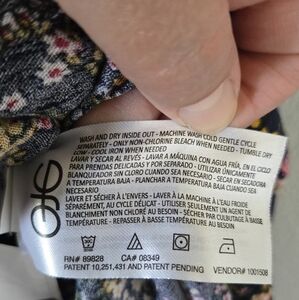 WASH AND DRY INSIDE OUT - MACHINE WASH COLD GENTLE CYCLE
SEPARATELY - ONLY NON-CHLORINE BLEACH WHEN NEEDED - TUMBLE DRY
LOW - COOL IRON WHEN NEEDED
LAVAR Y SECAR AL REVÉS - LAVAR A MÁQUINA CON AGUA FRÍA, EN EL CICLO
PARA PRENDAS DELICADAS Y POR SEPARADO - UTILIZAR ÚNICAMENTE
BLANQUEADOR SIN CLORO CUANDO SEA NECESARIO - SECAR EN SECADORA
A TEMPERATURA BAJA - PLANCHAR A TEMPERATURA BAJA CUANDO SEA
NECESARIO
LAVER ET SÉCHER À L'ENVERS - LAVER À LA MACHINE À L'EAU FROIDE
SÉPARÉMENT, AU CYCLE DÉLICAT - UTILISER SEULEMENT UN AGENT DE
BLANCHIMENT NON CHLORÉ AU BESOIN - SÉCHER PAR CULBUTAGE À BASSE
TEMPÉRATURE - REPASSER À BASSE TEMPÉRATURE AU BESOIN
RN# 89828 CA# 08349
PATENT 10,251,431 AND PATENT PENDING VENDOR# 1001508